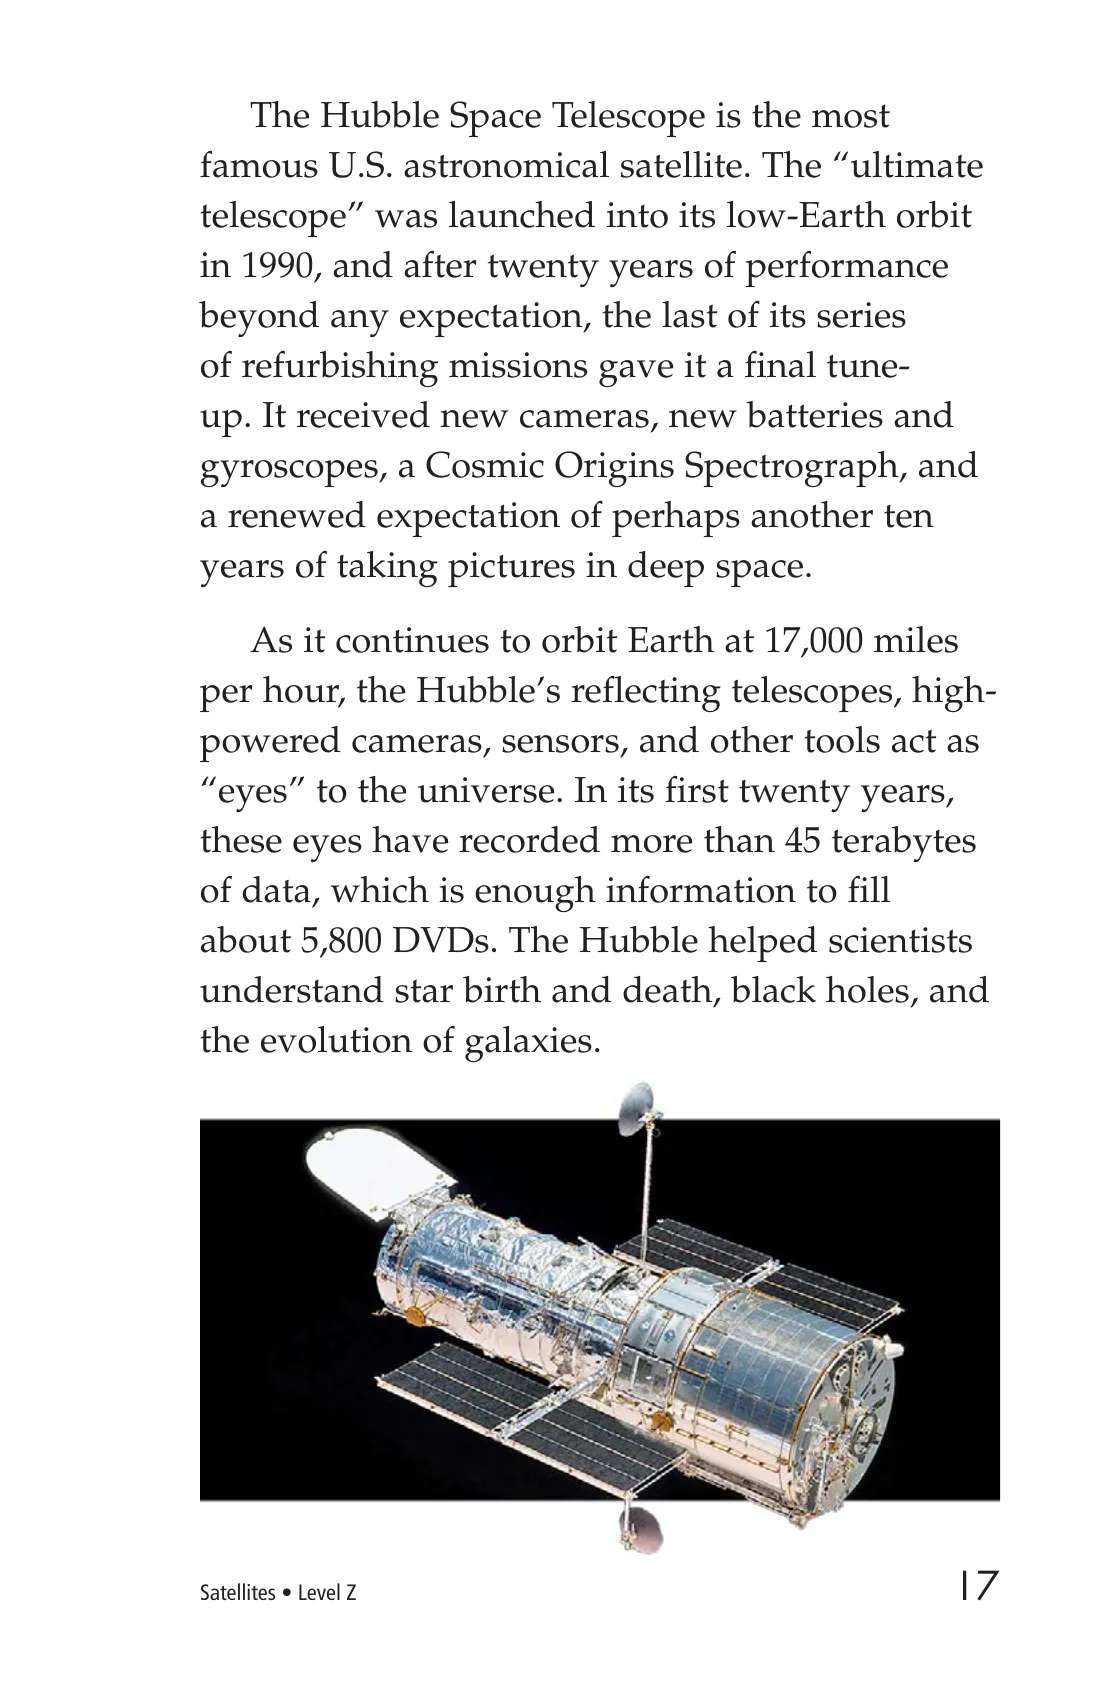 The Hubble Space Telescope is the most
famous U.S. astronomical satellite. The “ultimate
telescope” was launched into its low-Earth orbit
in 1990, and after twenty years of performance
beyond any expectation, the last of its series
of refurbishing missions gave it a final tune-
up. It received new cameras, new batteries and
gyroscopes, a Cosmic Origins Spectrograph, and
a renewed expectation of perhaps another ten
years of taking pictures in deep space.
As it continues to orbit Earth at 17,000 miles
per hour, the Hubble’s reflecting telescopes, high-
powered cameras, sensors, and other tools act as
“eyes” to the universe. In its first twenty years,
these eyes have recorded more than 45 terabytes
of data, which is enough information to fill
about 5,800 DVDs. The Hubble helped scientists
understand star birth and death, black holes, and
the evolution of galaxies.
Satellites • Level Z
17